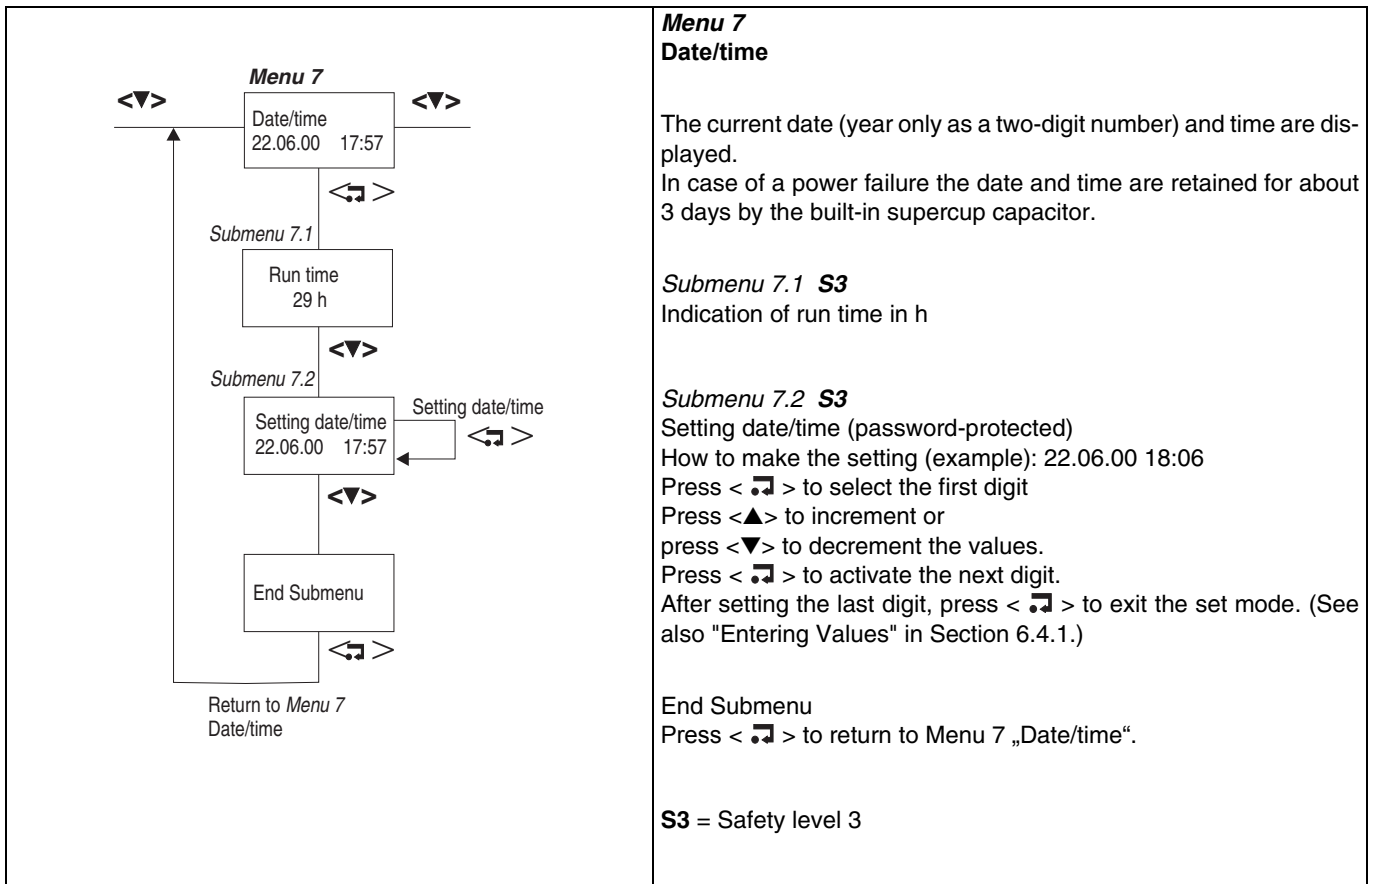 Menu 7
<▼>
<▼>
Date/time
22.06.00 17:57
< >
Submenu 7.1
Run time
29 h
<▼>
Submenu 7.2
Setting date/time
22.06.00 17:57
Setting date/time
< >
<▼>
End Submenu
< >
Return to Menu 7
Date/time
Menu 7
Date/time
The current date (year only as a two-digit number) and time are dis-
played.
In case of a power failure the date and time are retained for about
3 days by the built-in supercup capacitor.
Submenu 7.1 S3
Indication of run time in h
Submenu 7.2 S3
Setting date/time (password-protected)
How to make the setting (example): 22.06.00 18:06
Press < > to select the first digit
Press <▲> to increment or
press <▼> to decrement the values.
Press < > to activate the next digit.
After setting the last digit, press < > to exit the set mode. (See
also "Entering Values" in Section 6.4.1.)
End Submenu
Press < > to return to Menu 7 „Date/time“.
S3 = Safety level 3